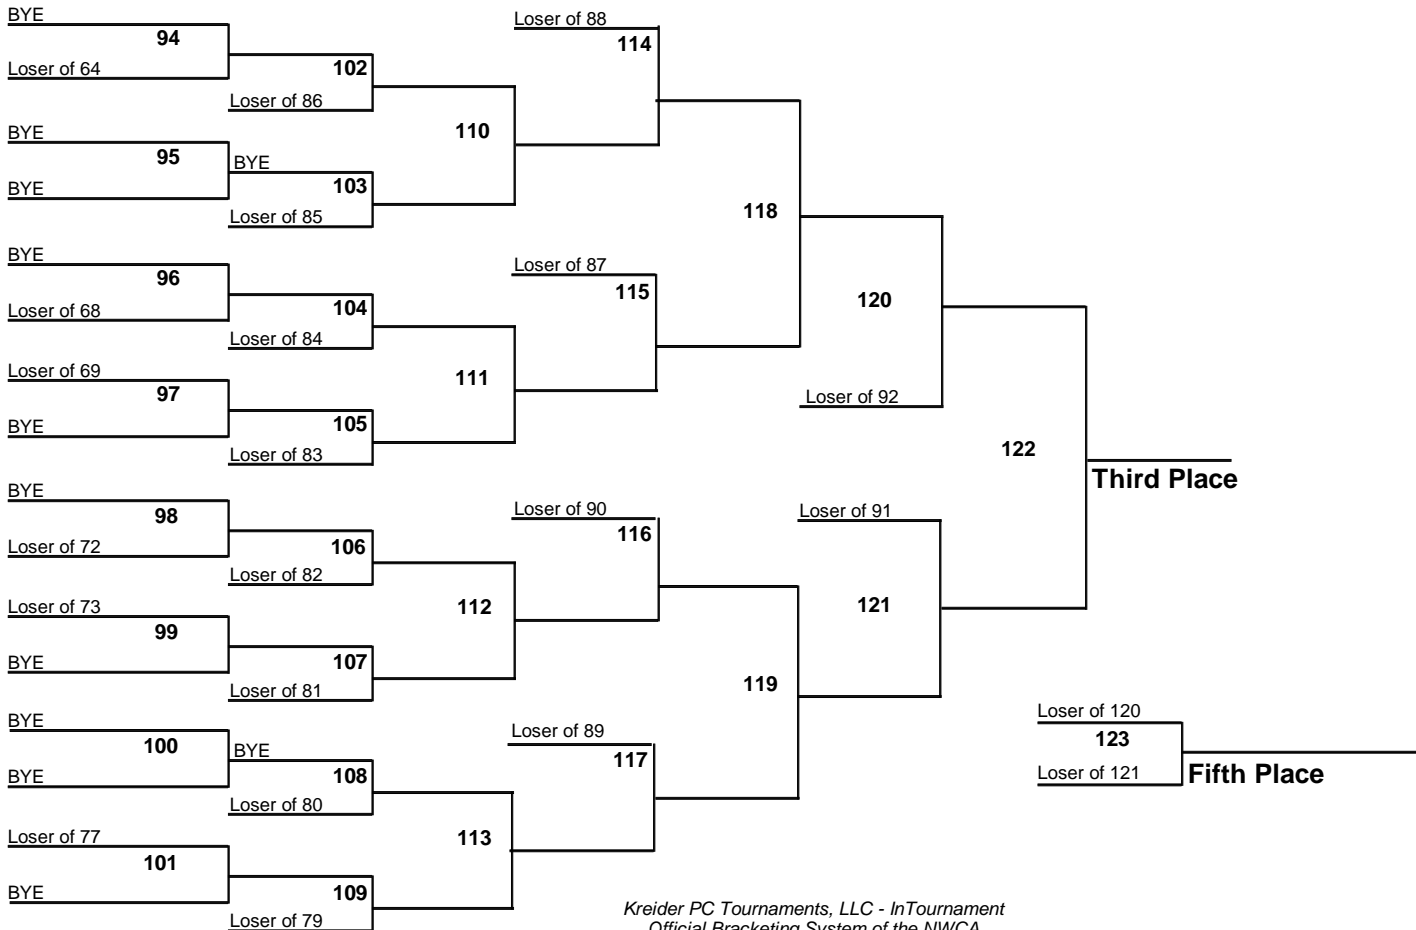 BYE
94
Loser of 64
102
Loser of 86
BYE
95
BYE
BYE
103
Loser of 85
110
Loser of 88
114
BYE
96
Loser of 68
104
Loser of 84
Loser of 69
97
BYE
105
Loser of 83
111
Loser of 87
115
118
120
Loser of 92
BYE
98
Loser of 72
106
Loser of 82
Loser of 73
99
BYE
107
Loser of 81
112
Loser of 90
116
BYE
100
BYE
BYE
108
Loser of 80
Loser of 77
101
BYE
109
Loser of 79
113
Loser of 89
117
119
Loser of 91
121
122
Third Place
Loser of 120
123
Loser of 121
Fifth Place
Kreider PC Tournaments, LLC - InTournament
Official Bracketing System of the NWCA